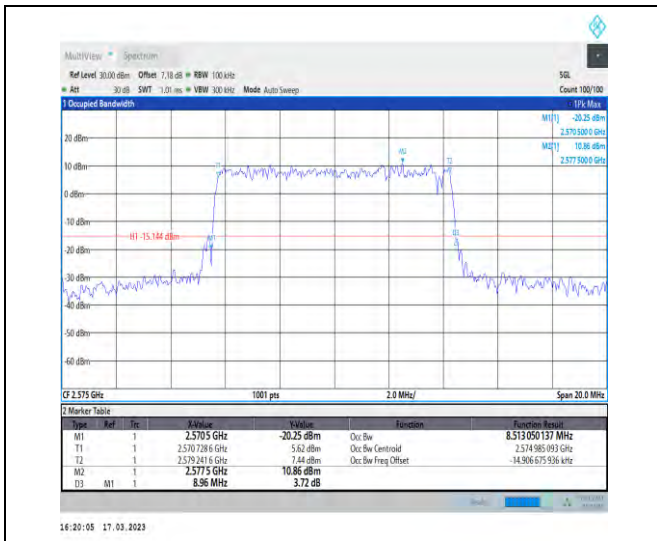 MultiView Spectrum
Ref Level 30.00 dBm Offset 7.18 dB RBW 100 kHz SGL
Att 30 dB SWT 1.01 ms VBW 300 kHz Mode Auto Sweep Count 100/100
1 Occupied Bandwidth 1Pk Max
M1[1] -20.25 dBm
2.570 500 0 GHz
M2[1] 10.86 dBm
2.577 500 0 GHz
20 dBm
M2
T1 T2
10 dBm
0 dBm
-10 dBm
H1 -15.144 dBm M1 D3
-20 dBm
-30 dBm
-40 dBm
-50 dBm
-60 dBm
CF 2.575 GHz 1001 pts 2.0 MHz/ Span 20.0 MHz
2 Marker Table
Type Ref Trc X-Value Y-Value Function Function Result
M1 1 2.5705 GHz -20.25 dBm Occ Bw 8.513 050 137 MHz
T1 1 2.570 728 6 GHz 5.62 dBm Occ Bw Centroid 2.574 985 093 GHz
T2 1 2.579 241 6 GHz 7.44 dBm Occ Bw Freq Offset -14.906 675 936 kHz
M2 1 2.5775 GHz 10.86 dBm
D3 M1 1 8.96 MHz 3.72 dB
16:20:05 17.03.2023